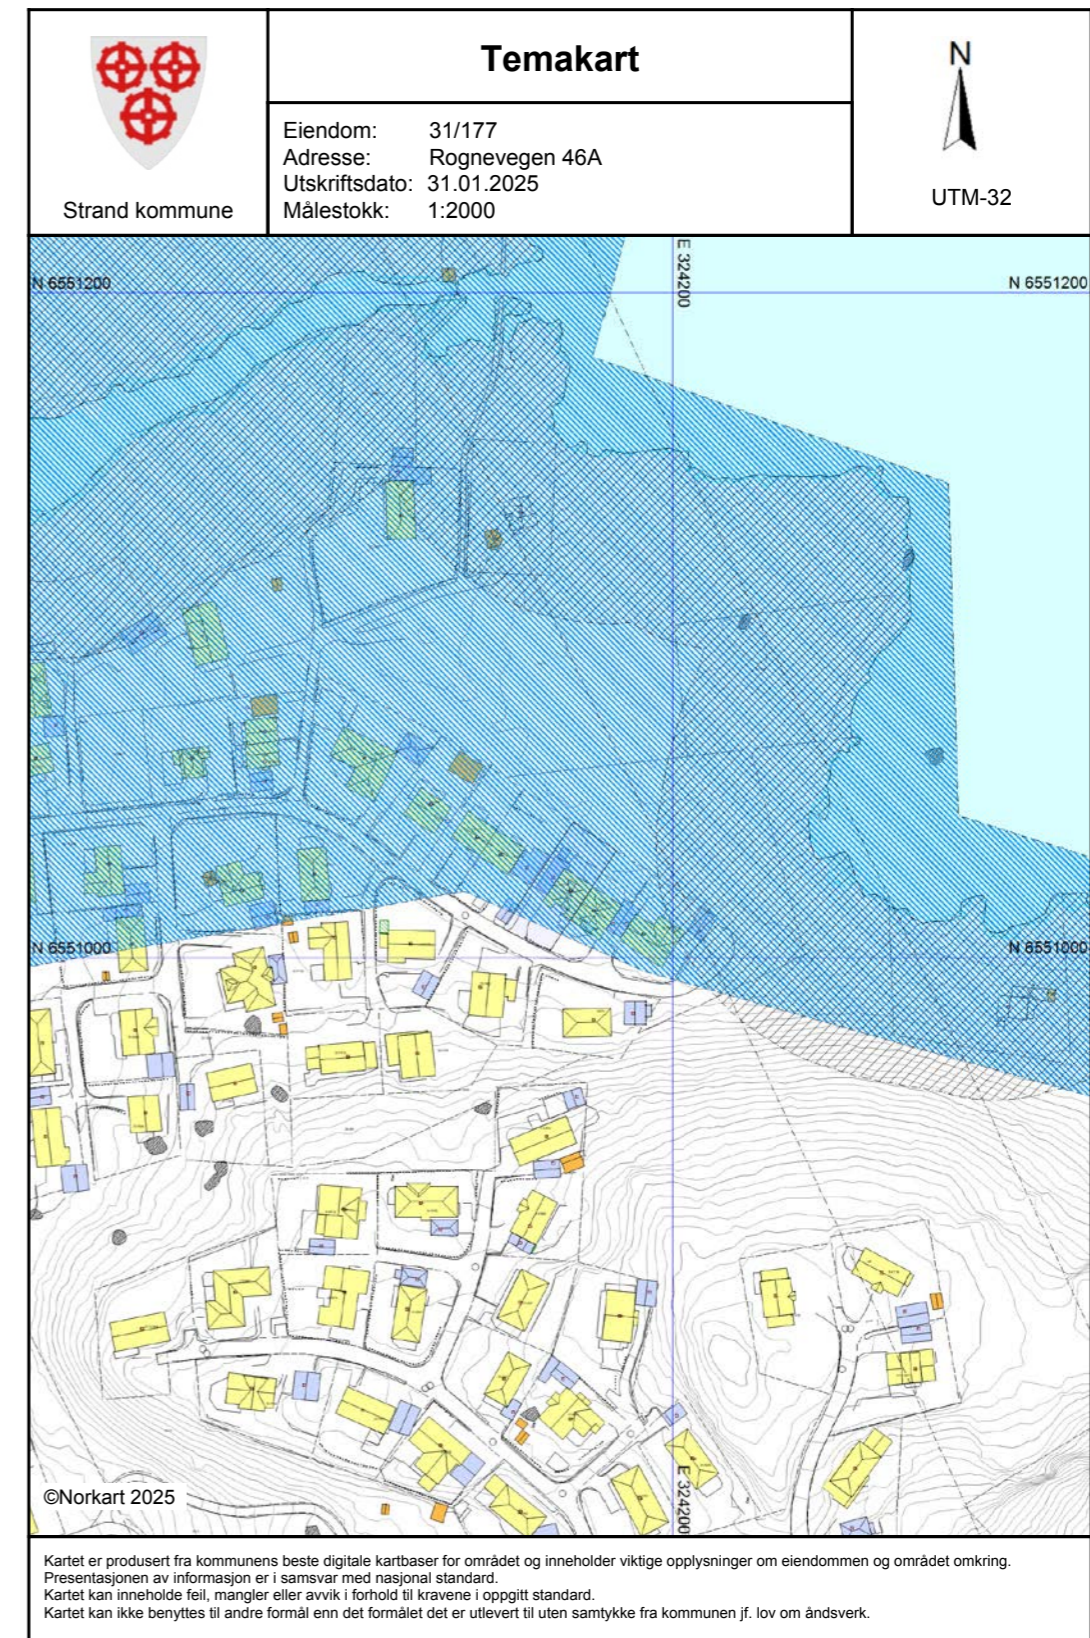 Temakart
Strand kommune
Eiendom: 31/177
Adresse: Rognevegen 46A
Utskriftsdato: 31.01.2025
Målestokk: 1:2000
N
UTM-32
N 6551200
E 324200
N 6551200
N 6551000
N 6551000
E 324200
©Norkart 2025
Kartet er produsert fra kommunens beste digitale kartbaser for området og inneholder viktige opplysninger om eiendommen og området omkring.
Presentasjonen av informasjon er i samsvar med nasjonal standard.
Kartet kan inneholde feil, mangler eller avvik i forhold til kravene i oppgitt standard.
Kartet kan ikke benyttes til andre formål enn det formålet det er utlevert til uten samtykke fra kommunen jf. lov om åndsverk.